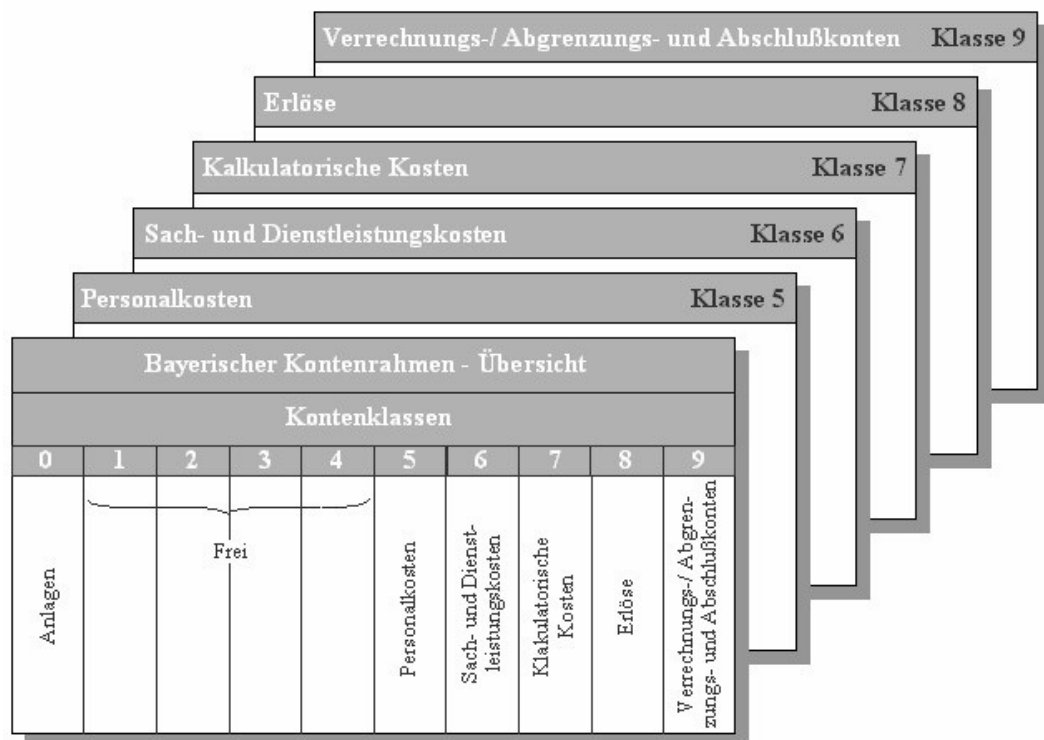 Verrechnungs-/ Abgrenzungs- und Abschlußkonten Klasse 9
Erlöse Klasse 8
Kalkulatorische Kosten Klasse 7
Sach- und Dienstleistungskosten Klasse 6
Personalkosten Klasse 5
Bayerischer Kontenrahmen - Übersicht
Kontenklassen
0 1 2 3 4 5 6 7 8 9
Anlagen
Frei
Personalkosten
Sach- und Dienst-
leistungskosten
Klakulatorische
Kosten
Erlöse
Verrechnungs-/ Abgren-
zungs- und Abschlußkonten